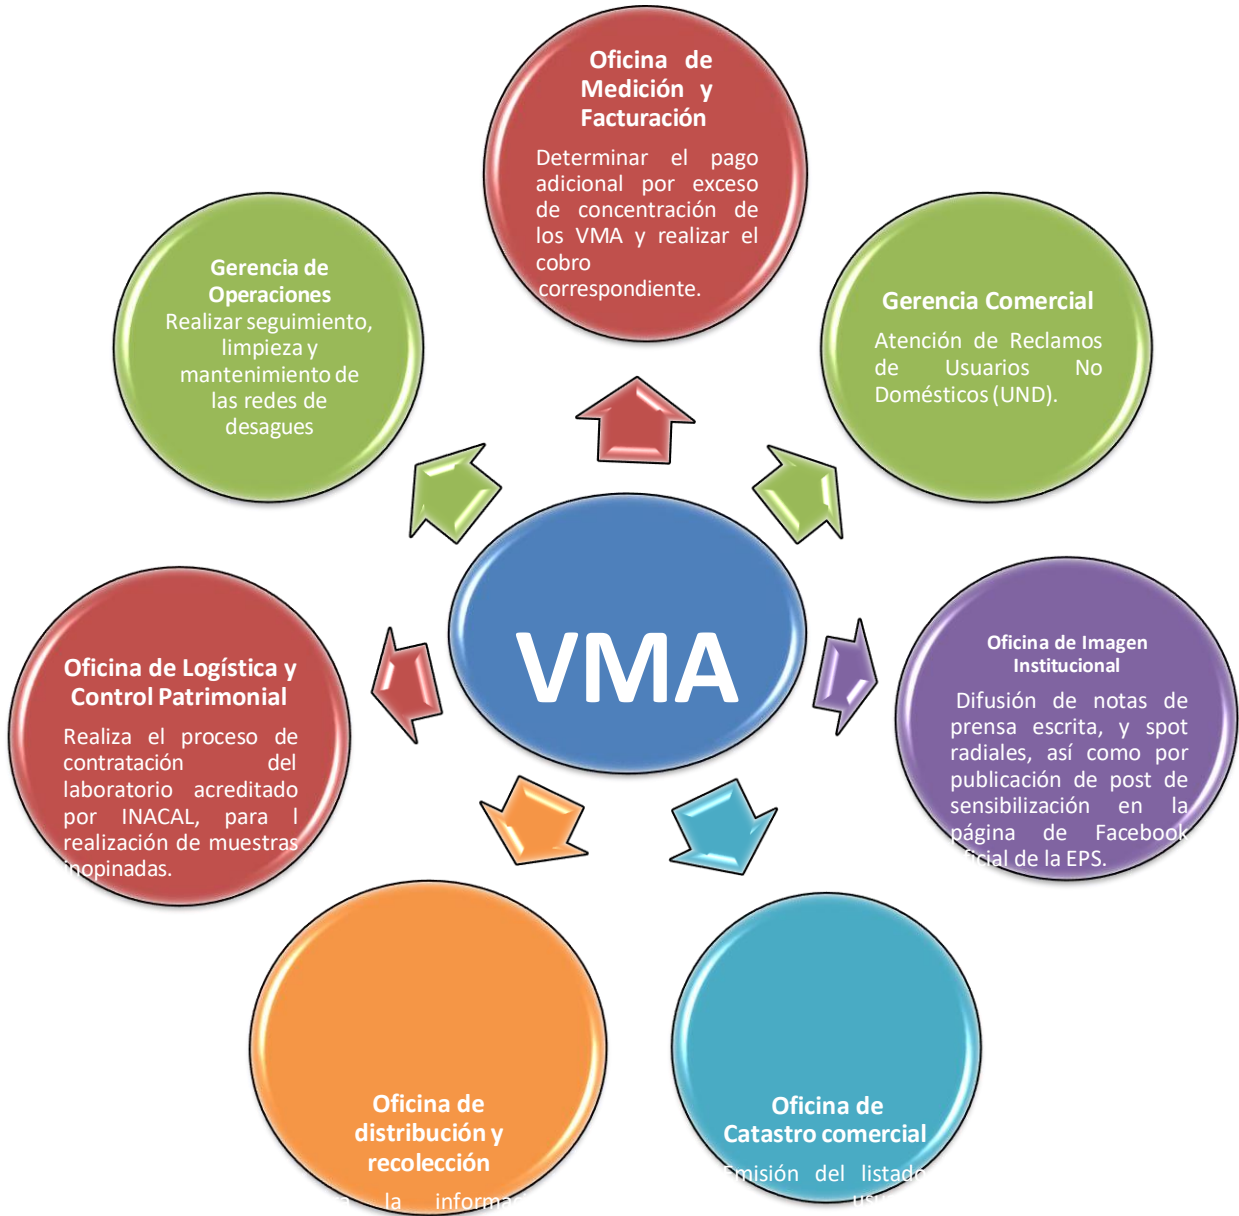 Oficina de
Medición y
Facturación
Determinar el pago
adicional por exceso
de concentración de
los VMA y realizar el
cobro
correspondiente.
Gerencia de
Operaciones
Realizar seguimiento,
limpieza y
mantenimiento de
las redes de
desagues
Gerencia Comercial
Atención de Reclamos
de Usuarios No
Domésticos (UND).
VMA
Oficina de Logística y
Control Patrimonial
Realiza el proceso de
contratación del
laboratorio acreditado
por INACAL, para l
realización de muestras
inopinadas.
Oficina de Imagen
Institucional
Difusión de notas de
prensa escrita, y spot
radiales, así como por
publicación de post de
sensibilización en la
página de Facebook
oficial de la EPS.
Oficina de
distribución y
recolección
la
Oficina de
Catastro comercial
Emisión del listado